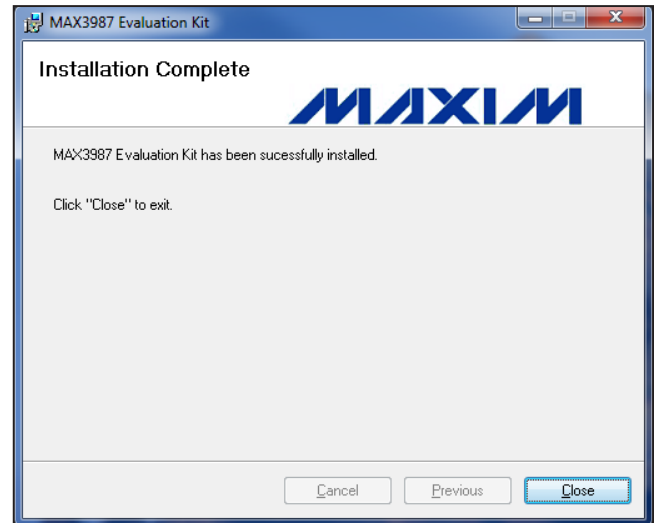 MAX3987 Evaluation Kit
Installation Complete
MAXIM
MAX3987 Evaluation Kit has been sucessfully installed.
Click "Close" to exit.
Cancel Previous Close